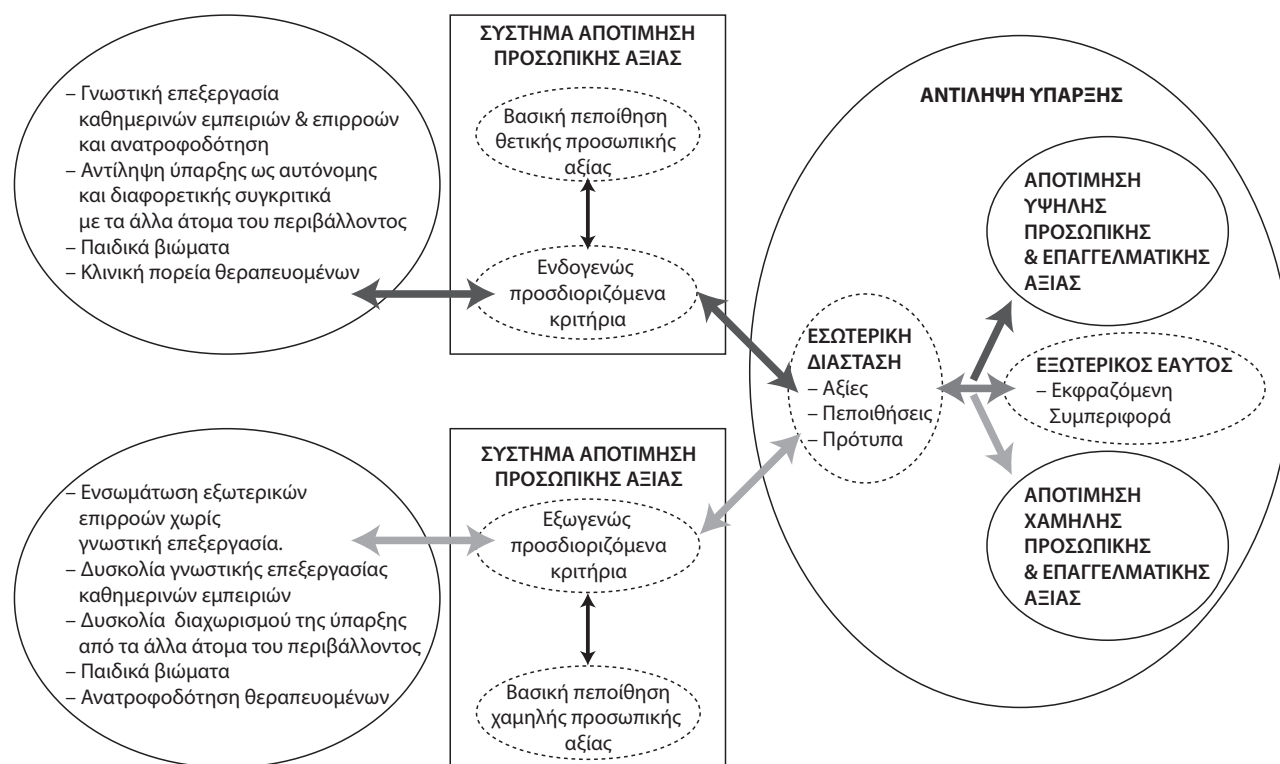 – Γνωστική επεξεργασία
καθημερινών εμπειριών & επιρροών
και ανατροφοδότηση
– Αντίληψη ύπαρξης ως αυτόνομης
και διαφορετικής συγκριτικά
με τα άλλα άτομα του περιβάλλοντος
– Παιδικά βιώματα
– Κλινική πορεία θεραπευομένων
ΣΥΣΤΗΜΑ ΑΠΟΤΙΜΗΣΗ
ΠΡΟΣΩΠΙΚΗΣ ΑΞΙΑΣ
Βασική πεποίθηση
θετικής προσωπικής
αξίας
Ενδογενώς
προσδιοριζόμενα
κριτήρια
– Ενσωμάτωση εξωτερικών
επιρροών χωρίς
γνωστική επεξεργασία.
– Δυσκολία γνωστικής επεξεργασίας
καθημερινών εμπειριών
– Δυσκολία διαχωρισμού της ύπαρξης
από τα άλλα άτομα του περιβάλλοντος
– Παιδικά βιώματα
– Ανατροφοδότηση θεραπευομένων
ΣΥΣΤΗΜΑ ΑΠΟΤΙΜΗΣΗ
ΠΡΟΣΩΠΙΚΗΣ ΑΞΙΑΣ
Εξωγενώς
προσδιοριζόμενα
κριτήρια
Βασική πεποίθηση
χαμηλής προσωπικής
αξίας
ΑΝΤΙΛΗΨΗ ΥΠΑΡΞΗΣ
ΕΣΩΤΕΡΙΚΗ
ΔΙΑΣΤΑΣΗ
– Αξίες
– Πεποιθήσεις
– Πρότυπα
ΑΠΟΤΙΜΗΣΗ
ΥΨΗΛΗΣ
ΠΡΟΣΩΠΙΚΗΣ
& ΕΠΑΓΓΕΛΜΑΤΙΚΗΣ
ΑΞΙΑΣ
ΕΞΩΤΕΡΙΚΟΣ ΕΑΥΤΟΣ
– Εκφραζόμενη
Συμπεριφορά
ΑΠΟΤΙΜΗΣΗ
ΧΑΜΗΛΗΣ
ΠΡΟΣΩΠΙΚΗΣ
& ΕΠΑΓΓΕΛΜΑΤΙΚΗΣ
ΑΞΙΑΣ